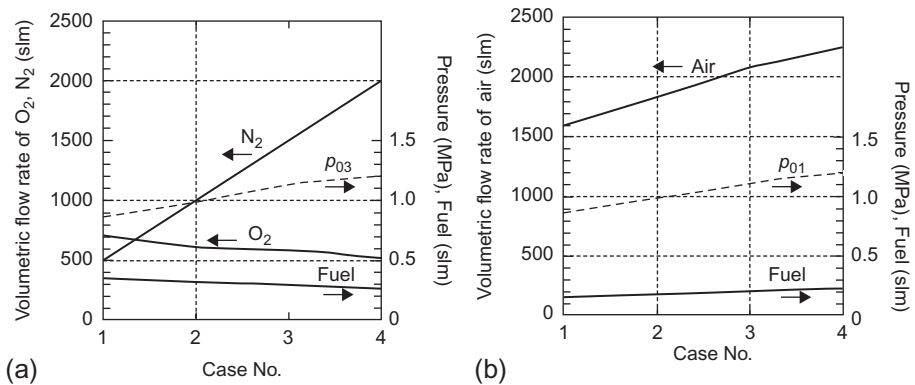 (a)
Volumetric flow rate of O₂, N₂ (slm)
2500
2000
1500
1000
500
0
N₂
p₀₃
O₂
Fuel
1.5
1.0
0.5
0
Pressure (MPa), Fuel (slm)
1 2 3 4
Case No.
(b)
Volumetric flow rate of air (slm)
2500
2000
1500
1000
500
0
Air
p₀₁
Fuel
1.5
1.0
0.5
0
Pressure (MPa), Fuel (slm)
1 2 3 4
Case No.